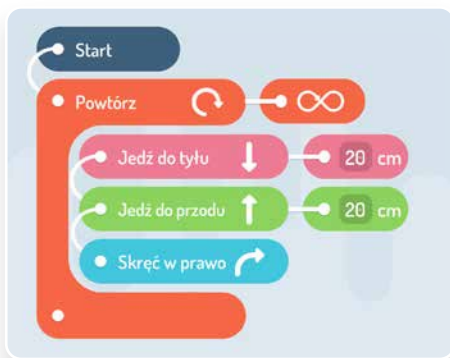 Start
Powtórz ∞
Jedź do tyłu 20 cm
Jedź do przodu 20 cm
Skręć w prawo